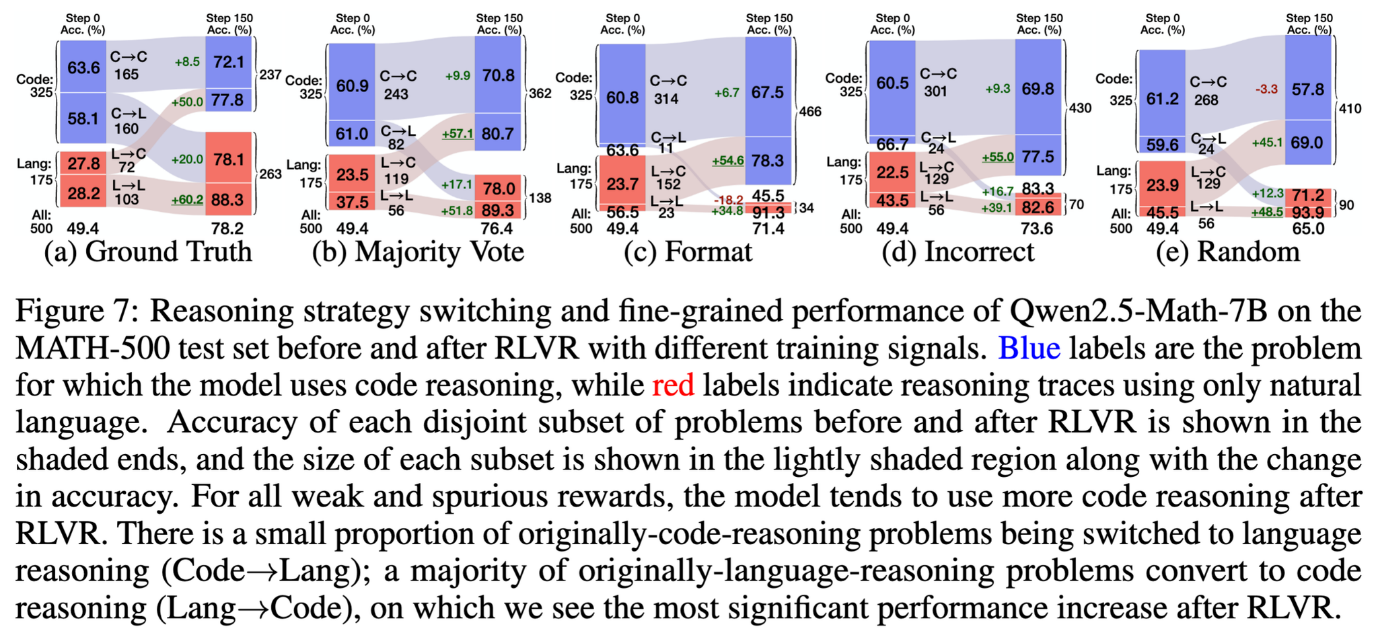 Step 0 Acc. (%) Step 150 Acc. (%)
Code: 325
63.6 C→C 165 +8.5 72.1
237
+50.0 77.8
58.1 C→L 160
Lang: 175
27.8 L→C 72 +20.0 78.1
263
28.2 L→L 103 +60.2 88.3
All: 500 49.4 78.2
(a) Ground Truth
Step 0 Acc. (%) Step 150 Acc. (%)
Code: 325
60.9 C→C 243 +9.9 70.8
362
61.0 C→L 82 +57.1 80.7
Lang: 175
23.5 L→C 119 +17.1 78.0
138
37.5 L→L 56 +51.8 89.3
All: 500 49.4 76.4
(b) Majority Vote
Step 0 Acc. (%) Step 150 Acc. (%)
Code: 325
60.8 C→C 314 +6.7 67.5
466
63.6 C→L 11 +54.6 78.3
Lang: 175
23.7 L→C 152 -18.2 45.5
34
56.5 L→L 23 +34.8 91.3
All: 500 49.4 71.4
(c) Format
Step 0 Acc. (%) Step 150 Acc. (%)
Code: 325
60.5 C→C 301 +9.3 69.8
430
66.7 C→L 24 +55.0 77.5
Lang: 175
22.5 L→C 129 +16.7 83.3
70
43.5 L→L 56 +39.1 82.6
All: 500 49.4 73.6
(d) Incorrect
Step 0 Acc. (%) Step 150 Acc. (%)
Code: 325
61.2 C→C 268 -3.3 57.8
410
59.6 C→L 24 +45.1 69.0
Lang: 175
23.9 L→C 129 +12.3 71.2
90
45.5 L→L 56 +48.5 93.9
All: 500 49.4 65.0
(e) Random
Figure 7: Reasoning strategy switching and fine-grained performance of Qwen2.5-Math-7B on the
MATH-500 test set before and after RLVR with different training signals. Blue labels are the problem
for which the model uses code reasoning, while red labels indicate reasoning traces using only natural
language. Accuracy of each disjoint subset of problems before and after RLVR is shown in the
shaded ends, and the size of each subset is shown in the lightly shaded region along with the change
in accuracy. For all weak and spurious rewards, the model tends to use more code reasoning after
RLVR. There is a small proportion of originally-code-reasoning problems being switched to language
reasoning (Code→Lang); a majority of originally-language-reasoning problems convert to code
reasoning (Lang→Code), on which we see the most significant performance increase after RLVR.